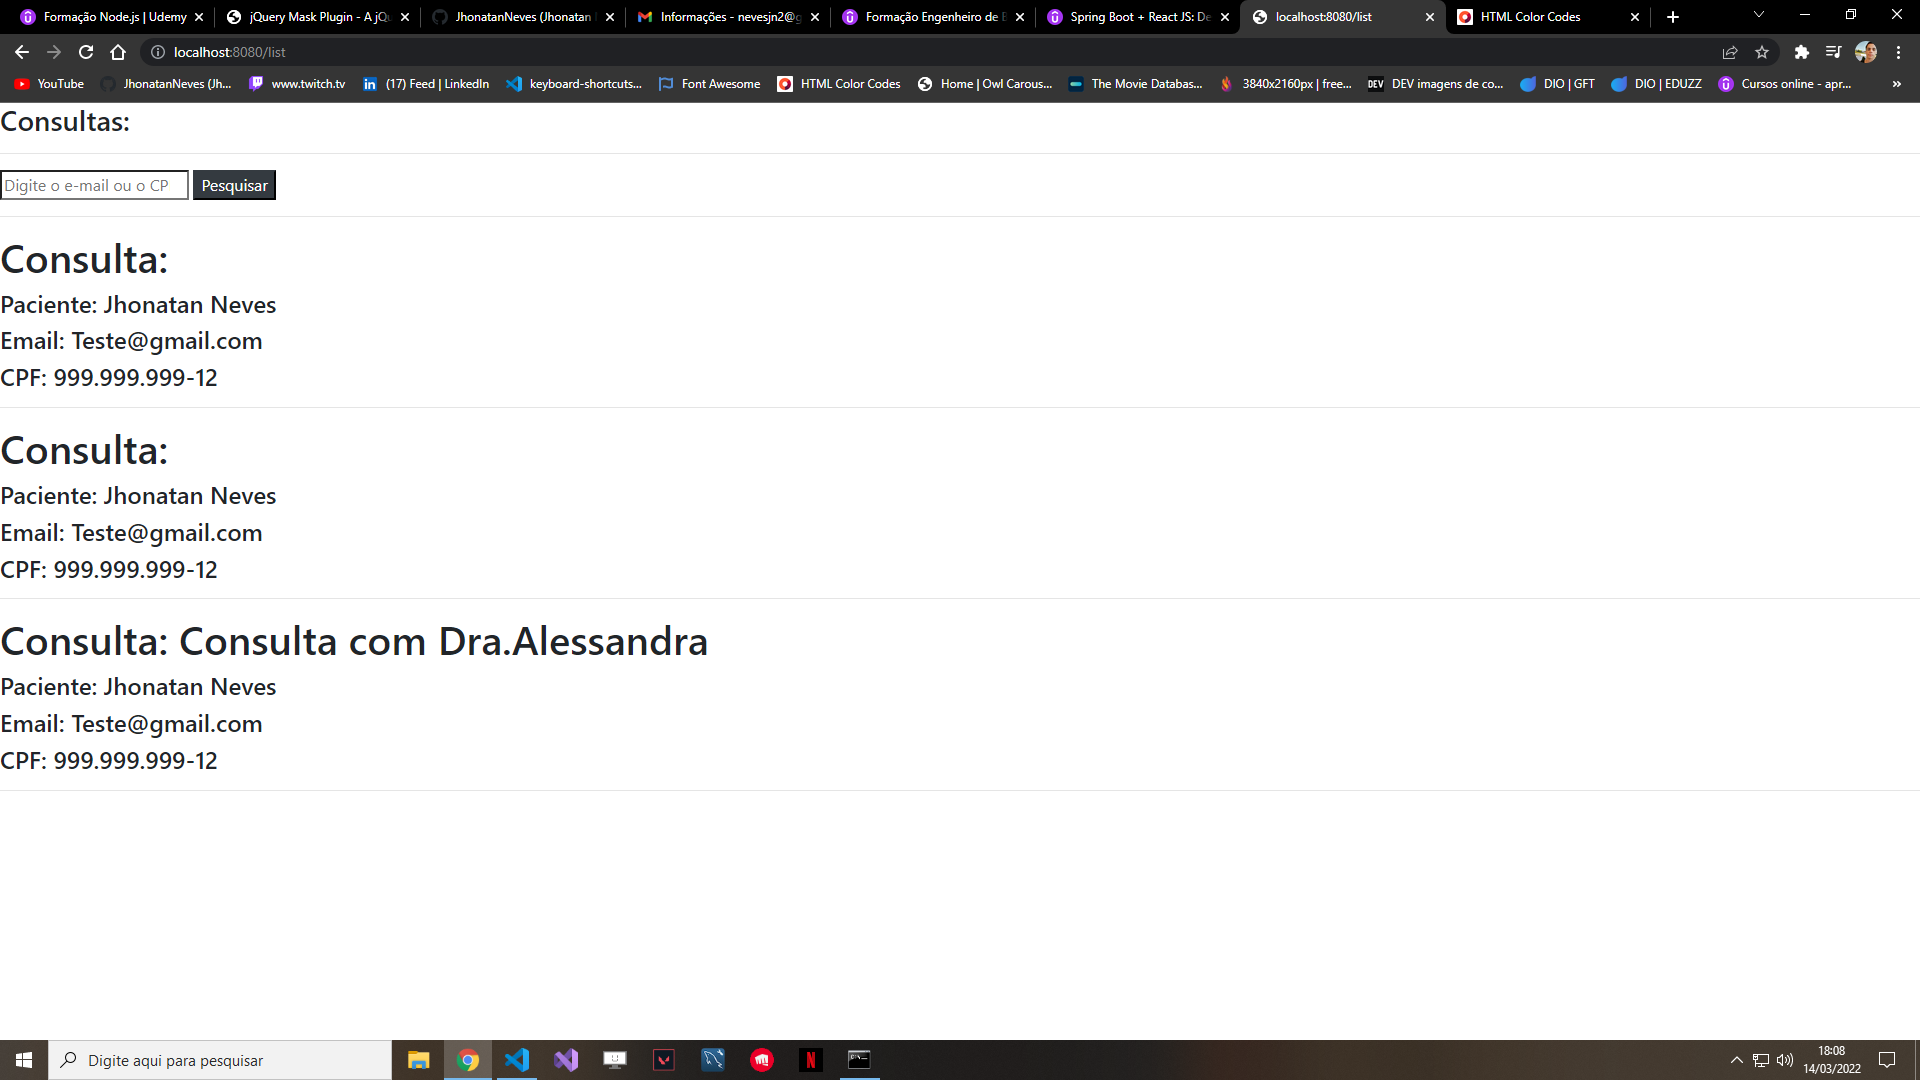 Formação Node.js | Udemy
jQuery Mask Plugin - A jQu
JhonatanNeves (Jhonatan
Informações - nevesjn2@g
Formação Engenheiro de B
Spring Boot + React JS: De
localhost:8080/list
HTML Color Codes
localhost:8080/list
YouTube
JhonatanNeves (Jh...
www.twitch.tv
(17) Feed | LinkedIn
keyboard-shortcuts...
Font Awesome
HTML Color Codes
Home | Owl Carous...
The Movie Databas...
3840x2160px | free...
DEV
DEV imagens de co...
DIO | GFT
DIO | EDUZZ
Cursos online - apr...
Consultas:
Digite o e-mail ou o CP
Pesquisar
Consulta:
Paciente: Jhonatan Neves
Email: Teste@gmail.com
CPF: 999.999.999-12
Consulta:
Paciente: Jhonatan Neves
Email: Teste@gmail.com
CPF: 999.999.999-12
Consulta: Consulta com Dra.Alessandra
Paciente: Jhonatan Neves
Email: Teste@gmail.com
CPF: 999.999.999-12
Digite aqui para pesquisar
18:08
14/03/2022